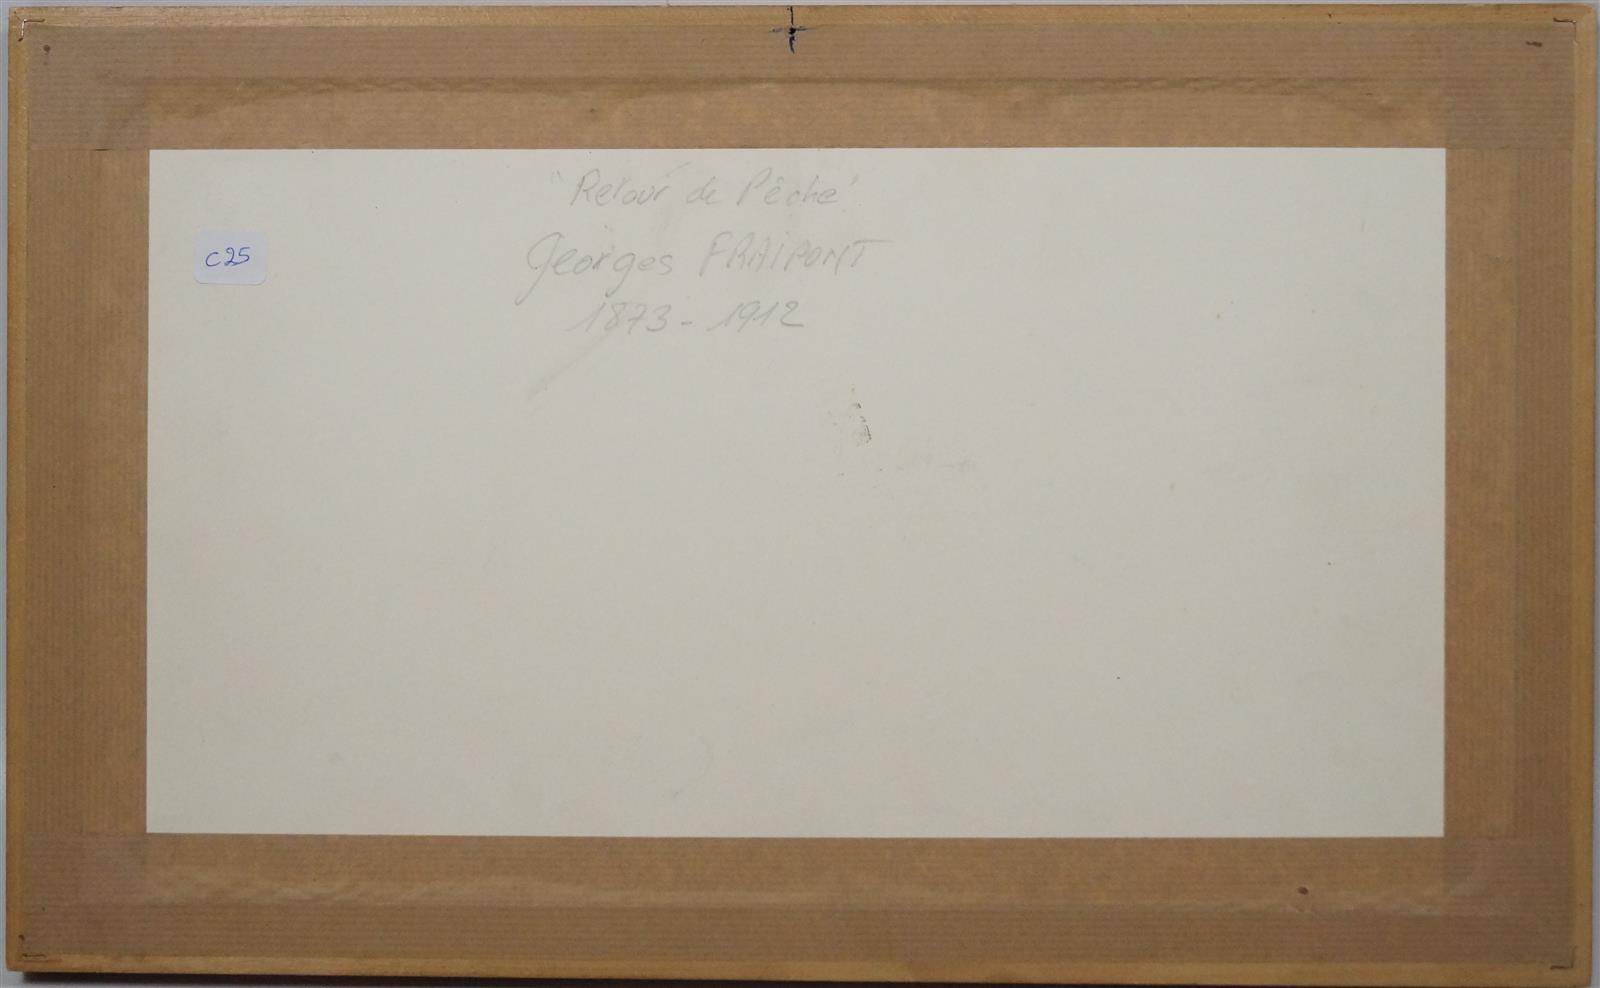 "Retour de Pêche"
Georges FRAIPONT
1873 - 1912
C25